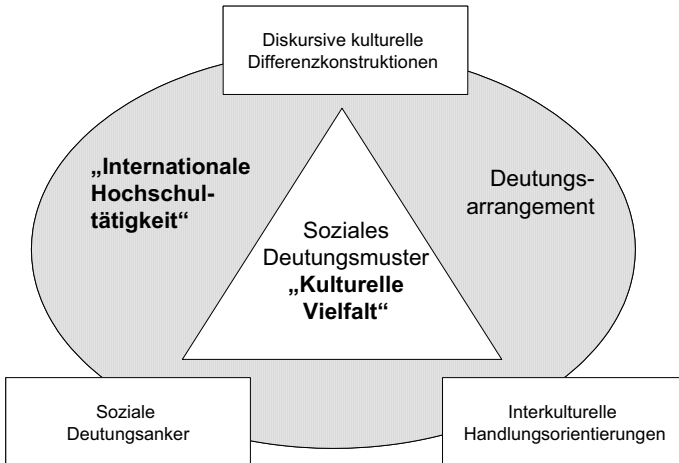 Diskursive kulturelle
Differenzkonstruktionen
„Internationale
Hochschul-
tätigkeit“
Deutungs-
arrangement
Soziales
Deutungsmuster
„Kulturelle
Vielfalt“
Soziale
Deutungsanker
Interkulturelle
Handlungsorientierungen